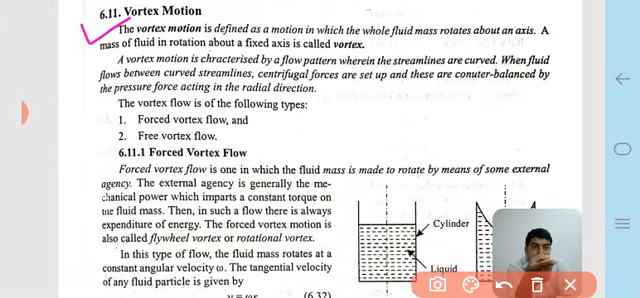 6.11. Vortex Motion
The vortex motion is defined as a motion in which the whole fluid mass rotates about an axis. A
mass of fluid in rotation about a fixed axis is called vortex.
A vortex motion is chracterised by a flow pattern wherein the streamlines are curved. When fluid
flows between curved streamlines, centrifugal forces are set up and these are conuter-balanced by
the pressure force acting in the radial direction.
The vortex flow is of the following types:
1. Forced vortex flow, and
2. Free vortex flow.
6.11.1 Forced Vortex Flow
Forced vortex flow is one in which the fluid mass is made to rotate by means of some external
agency. The external agency is generally the me-
chanical power which imparts a constant torque on
the fluid mass. Then, in such a flow there is always
expenditure of energy. The forced vortex motion is
also called flywheel vortex or rotational vortex.
In this type of flow, the fluid mass rotates at a
constant angular velocity ω. The tangential velocity
of any fluid particle is given by
v = ωr (6.32)
Cylinder
Liquid
A